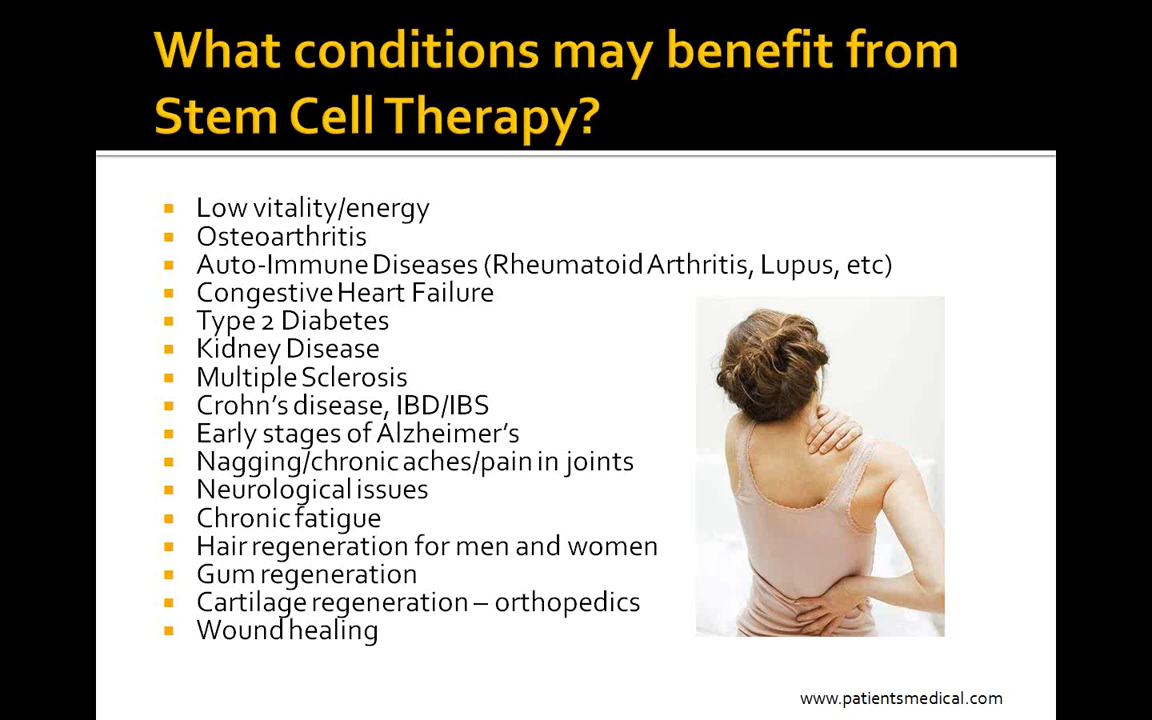 What conditions may benefit from
Stem Cell Therapy?
Low vitality/energy
Osteoarthritis
Auto-Immune Diseases (Rheumatoid Arthritis, Lupus, etc)
Congestive Heart Failure
Type 2 Diabetes
Kidney Disease
Multiple Sclerosis
Crohn's disease, IBD/IBS
Early stages of Alzheimer's
Nagging/chronic aches/pain in joints
Neurological issues
Chronic fatigue
Hair regeneration for men and women
Gum regeneration
Cartilage regeneration – orthopedics
Wound healing
www.patientsmedical.com